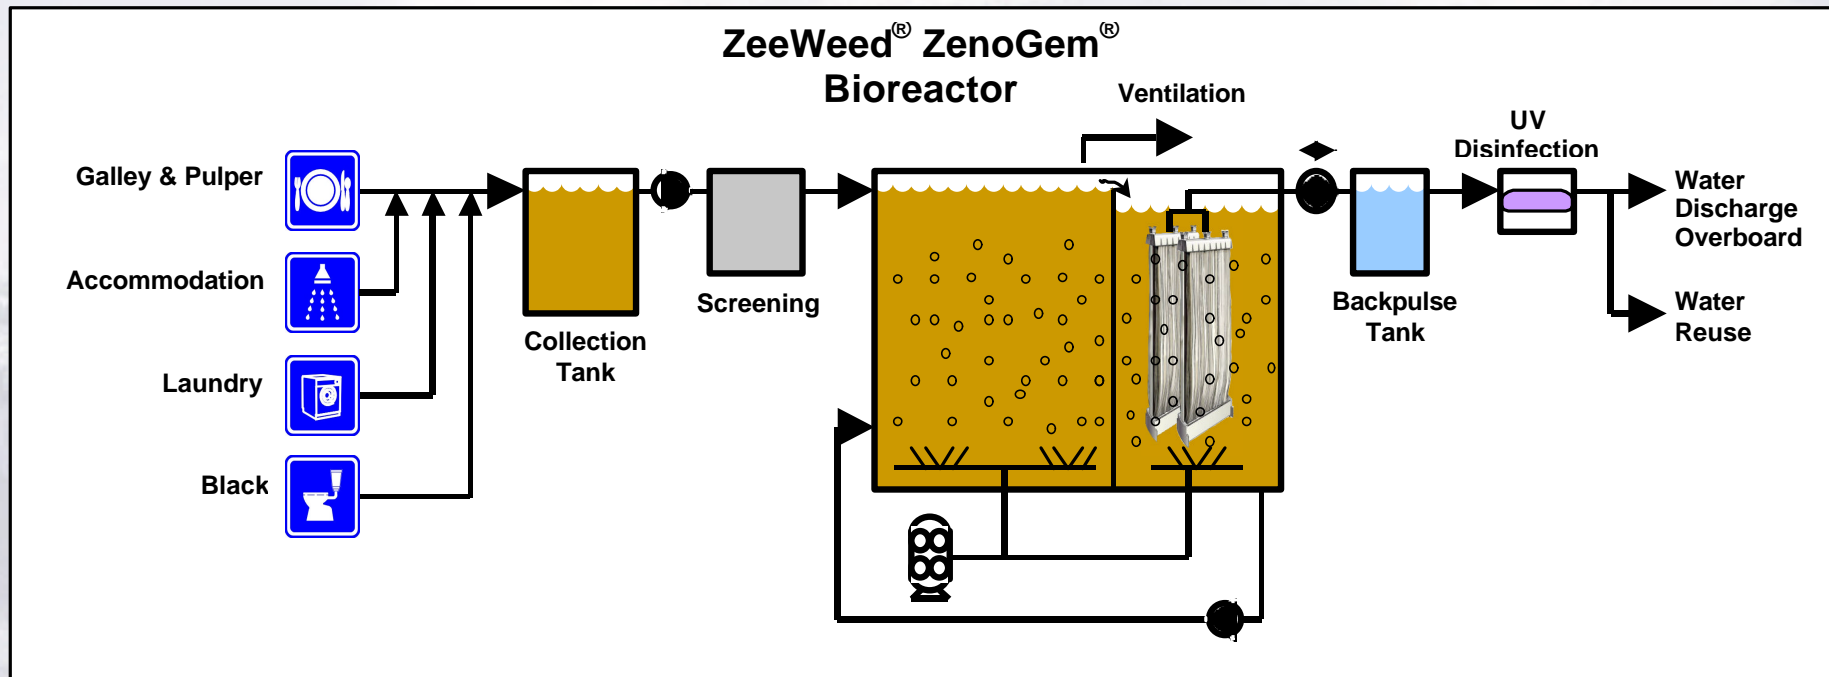 ZeeWeed® ZenoGem®
Bioreactor
Ventilation
UV
Disinfection
Galley & Pulper
Water
Discharge
Overboard
Accommodation
Screening
Backpulse
Tank
Water
Reuse
Collection
Tank
Laundry
Black